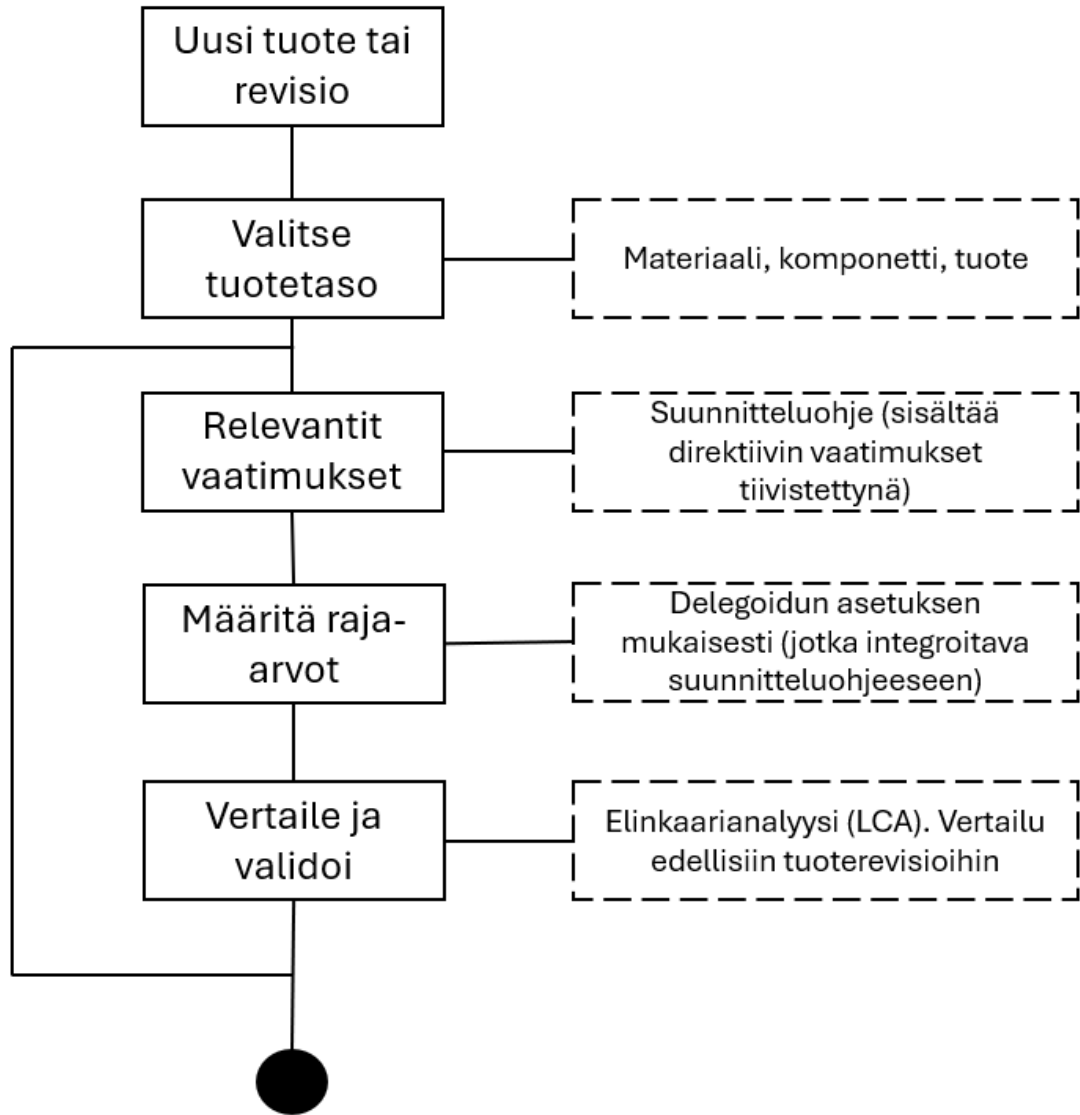 Uusi tuote tai
revisio
Valitse
tuotetaso
Materiaali, komponetti, tuote
Relevantit
vaatimukset
Suunnitteluohje (sisältää
direktiivin vaatimukset
tiivistettynä)
Määritä raja-
arvot
Delegoidun asetuksen
mukaisesti (jotka integroitava
suunnitteluohjeeseen)
Vertaile ja
validoi
Elinkaarianalyysi (LCA). Vertailu
edellisiin tuoterevisioihin